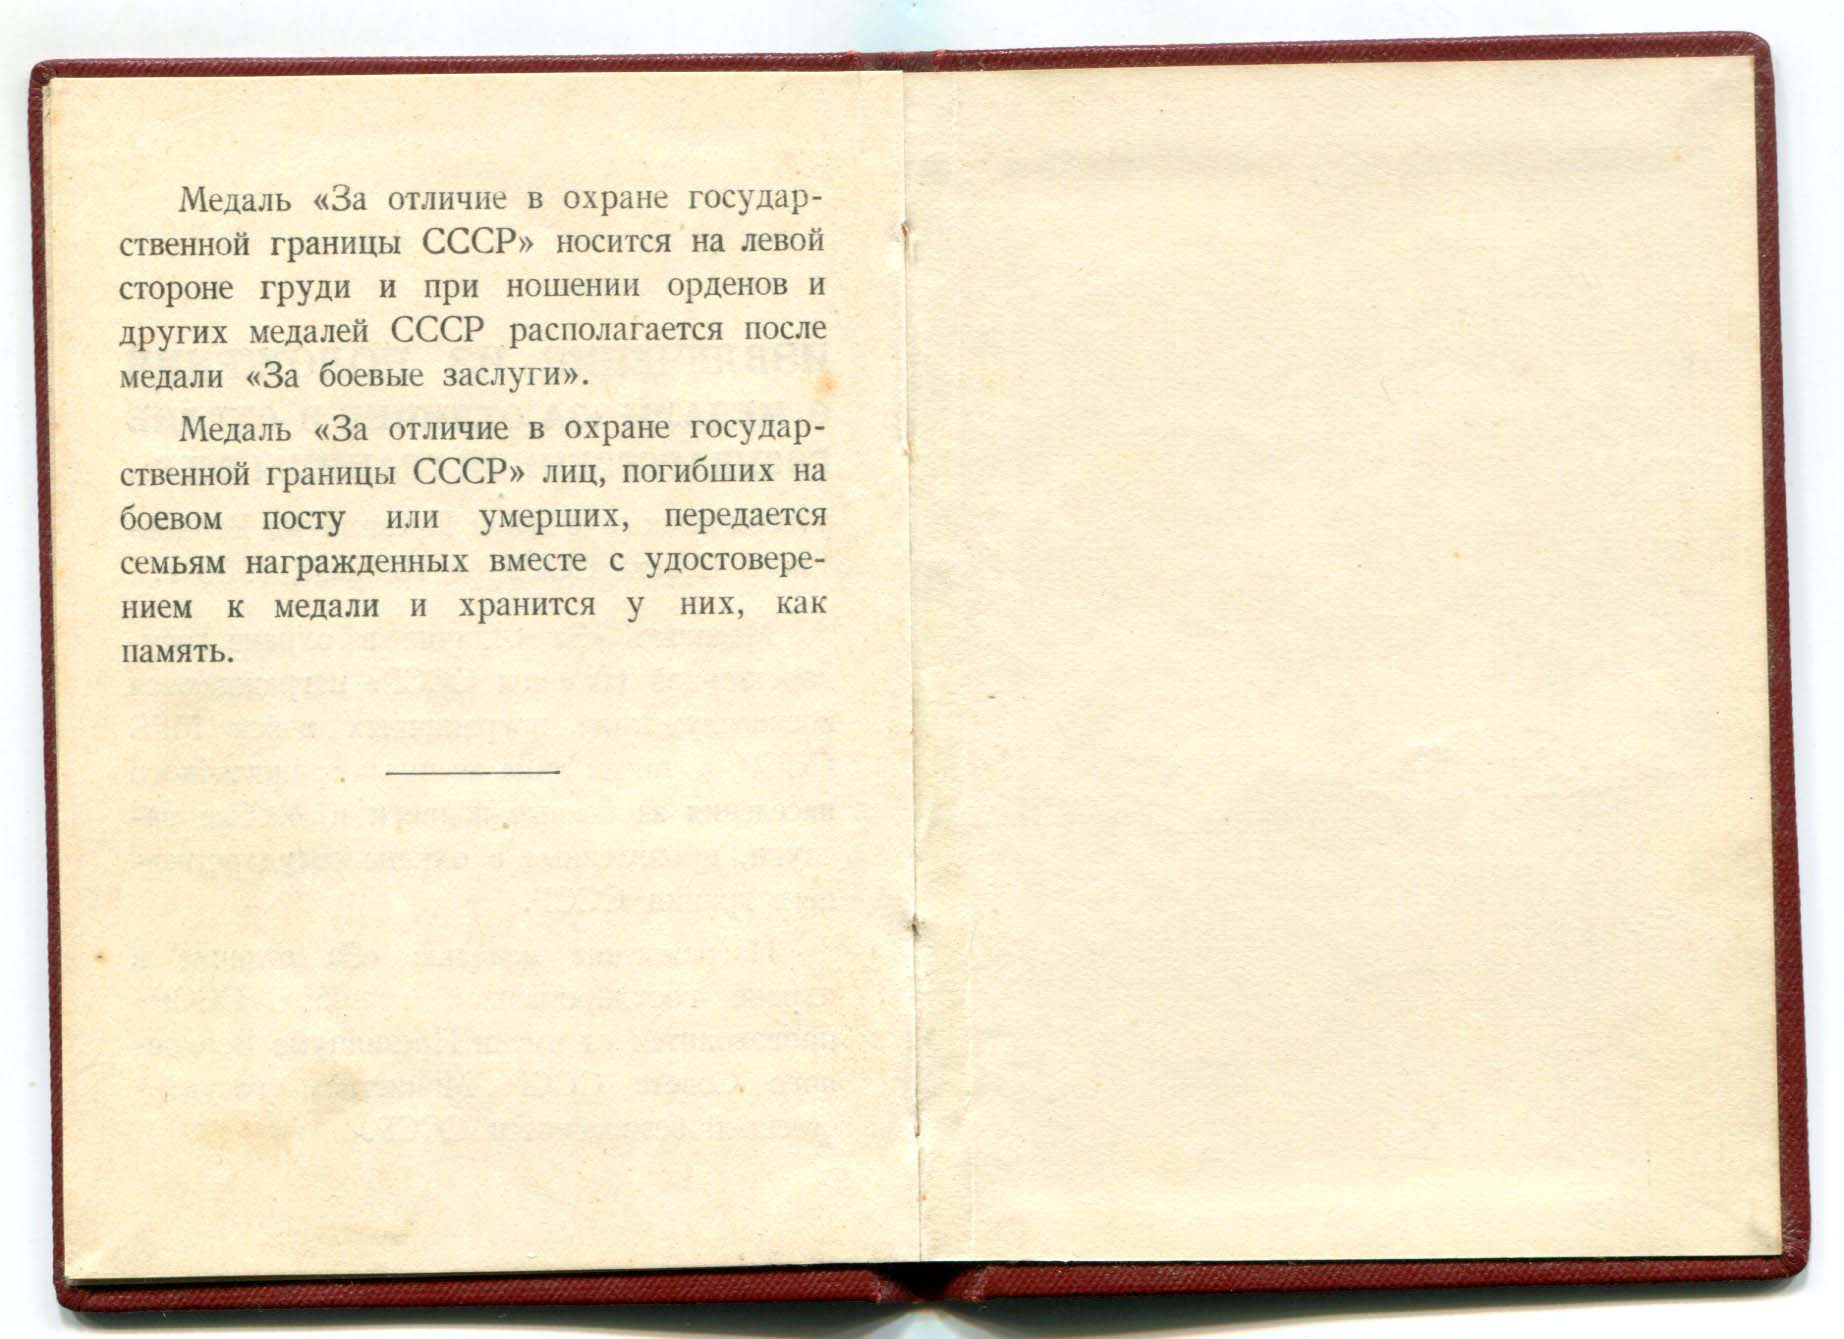 Медаль «За отличие в охране государ-
ственной границы СССР» носится на левой
стороне груди и при ношении орденов и
других медалей СССР располагается после
медали «За боевые заслуги».
Медаль «За отличие в охране государ-
ственной границы СССР» лиц, погибших на
боевом посту или умерших, передается
семьям награжденных вместе с удостовере-
нием к медали и хранится у них, как
память.